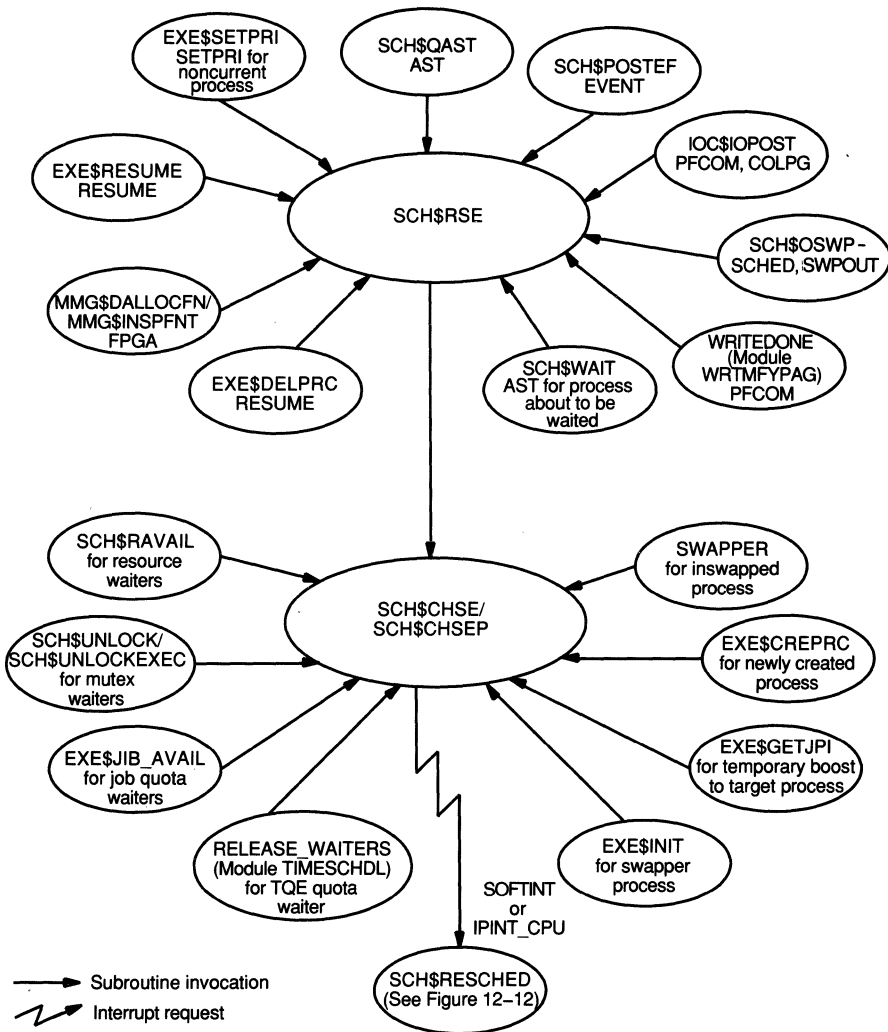 EXE$SETPRI
SETPRI for
noncurrent
process
SCH$QAST
AST
SCH$POSTEF
EVENT
IOC$IOPOST
PFCOM, COLPG
EXE$RESUME
RESUME
SCH$RSE
SCH$OSWP –
SCHED, SWPOUT
MMG$DALLOCFN/
MMG$INSPFNT
FPGA
EXE$DELPRC
RESUME
SCH$WAIT
AST for process
about to be
waited
WRITEDONE
(Module
WRTMFYPAG)
PFCOM
SCH$RAVAIL
for resource
waiters
SWAPPER
for inswapped
process
SCH$CHSE/
SCH$CHSEP
SCH$UNLOCK/
SCH$UNLOCKEXEC
for mutex
waiters
EXE$CREPRC
for newly created
process
EXE$JIB_AVAIL
for job quota
waiters
EXE$GETJPI
for temporary boost
to target process
RELEASE_WAITERS
(Module TIMESCHDL)
for TQE quota
waiter
EXE$INIT
for swapper
process
SOFTINT
or
IPINT_CPU
SCH$RESCHED
(See Figure 12–12)
Subroutine invocation
Interrupt request